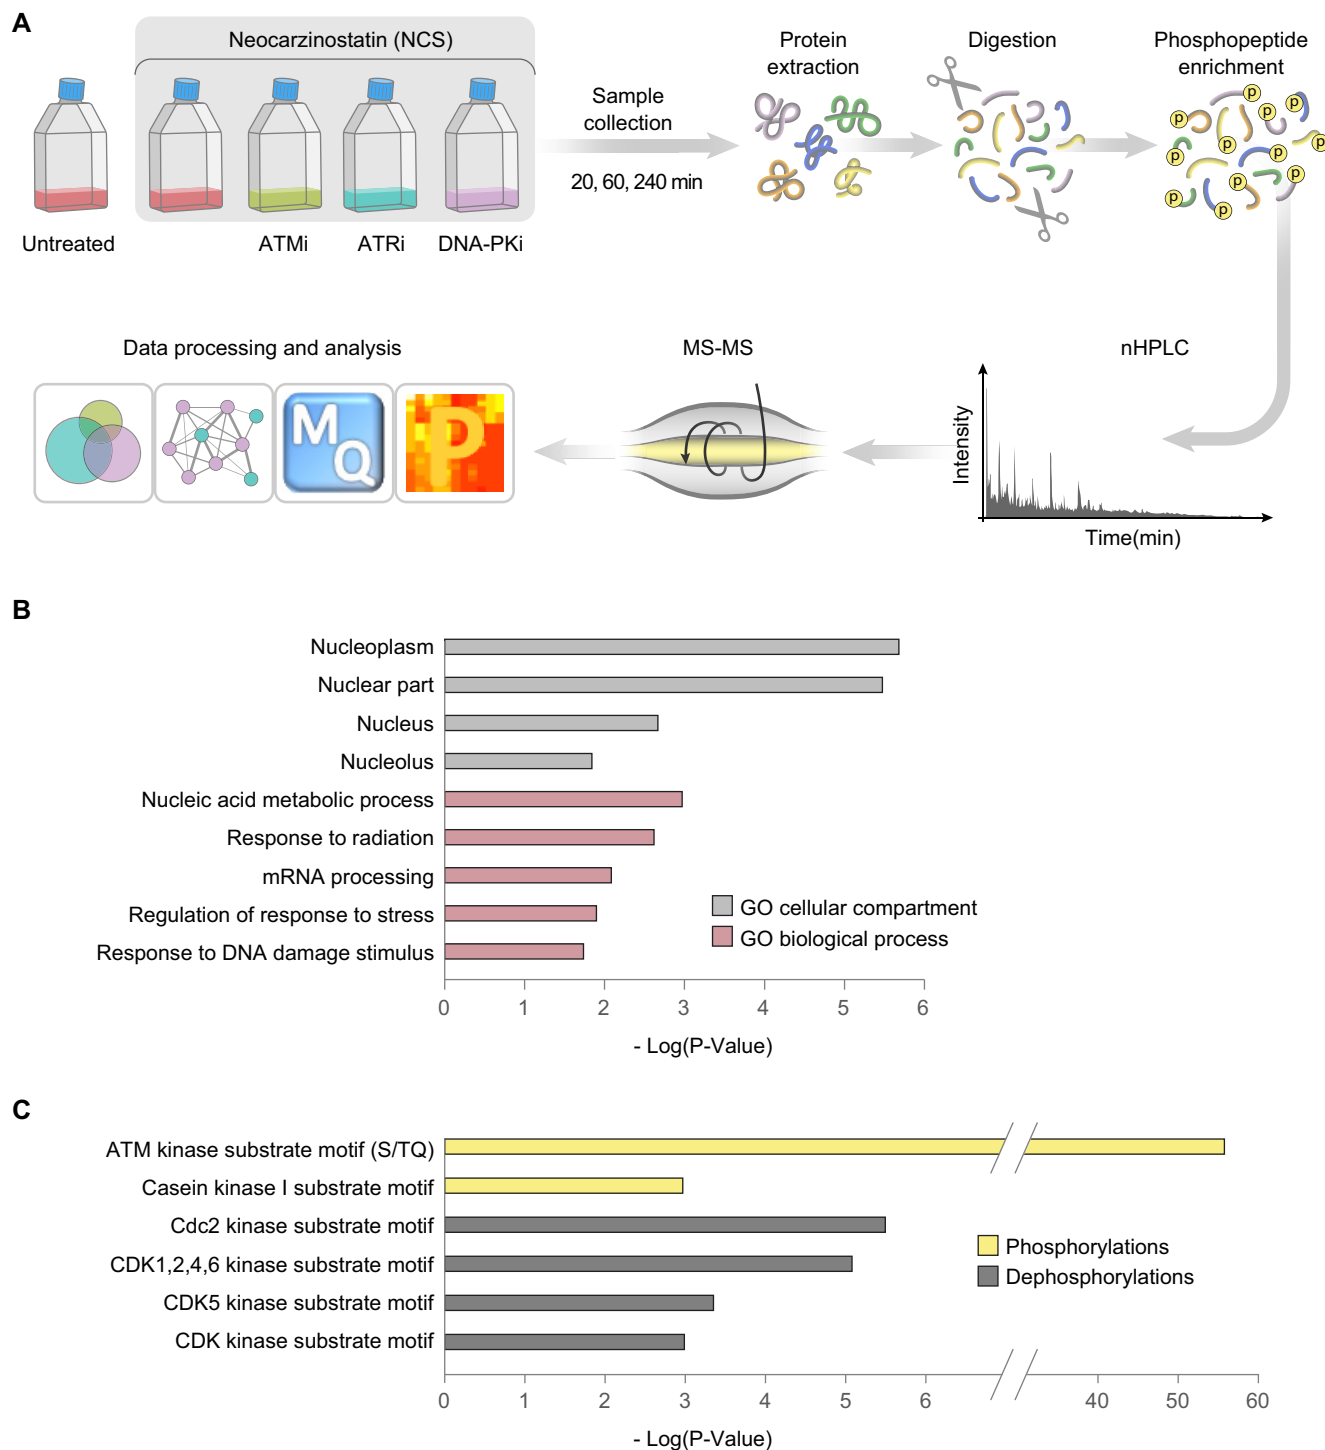 A
Neocarzinostatin (NCS)
Untreated
ATMi
ATRi
DNA-PKi
Sample
collection
20, 60, 240 min
Protein
extraction
Digestion
Phosphopeptide
enrichment
p
p
p
p
p
p
p
p
p
p
p
Data processing and analysis
M
Q
P
MS-MS
nHPLC
Intensity
Time(min)
B
Nucleoplasm
Nuclear part
Nucleus
Nucleolus
Nucleic acid metabolic process
Response to radiation
mRNA processing
Regulation of response to stress
Response to DNA damage stimulus
GO cellular compartment
GO biological process
0 1 2 3 4 5 6
- Log(P-Value)
C
ATM kinase substrate motif (S/TQ)
Casein kinase I substrate motif
Cdc2 kinase substrate motif
CDK1,2,4,6 kinase substrate motif
CDK5 kinase substrate motif
CDK kinase substrate motif
Phosphorylations
Dephosphorylations
0 1 2 3 4 5 6 40 50 60
- Log(P-Value)